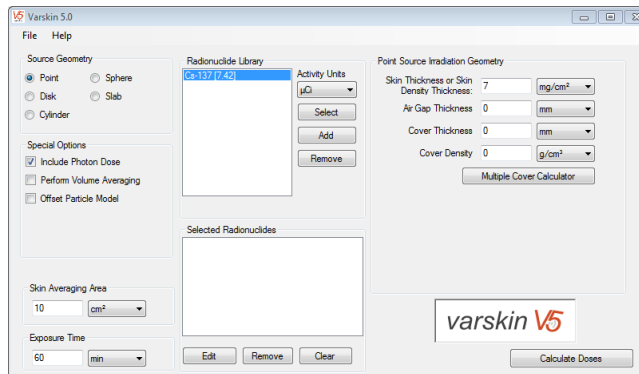 V5 Varskin 5.0
File Help
Source Geometry
Point Sphere
Disk Slab
Cylinder
Special Options
Include Photon Dose
Perform Volume Averaging
Offset Particle Model
Skin Averaging Area
10 cm²
Exposure Time
60 min
Radionuclide Library
Cs-137 [7.42]
Activity Units
µCi
Select
Add
Remove
Selected Radionuclides
Edit Remove Clear
Point Source Irradiation Geometry
Skin Thickness or Skin
Density Thickness: 7 mg/cm²
Air Gap Thickness 0 mm
Cover Thickness 0 mm
Cover Density 0 g/cm³
Multiple Cover Calculator
varskin V5
Calculate Doses